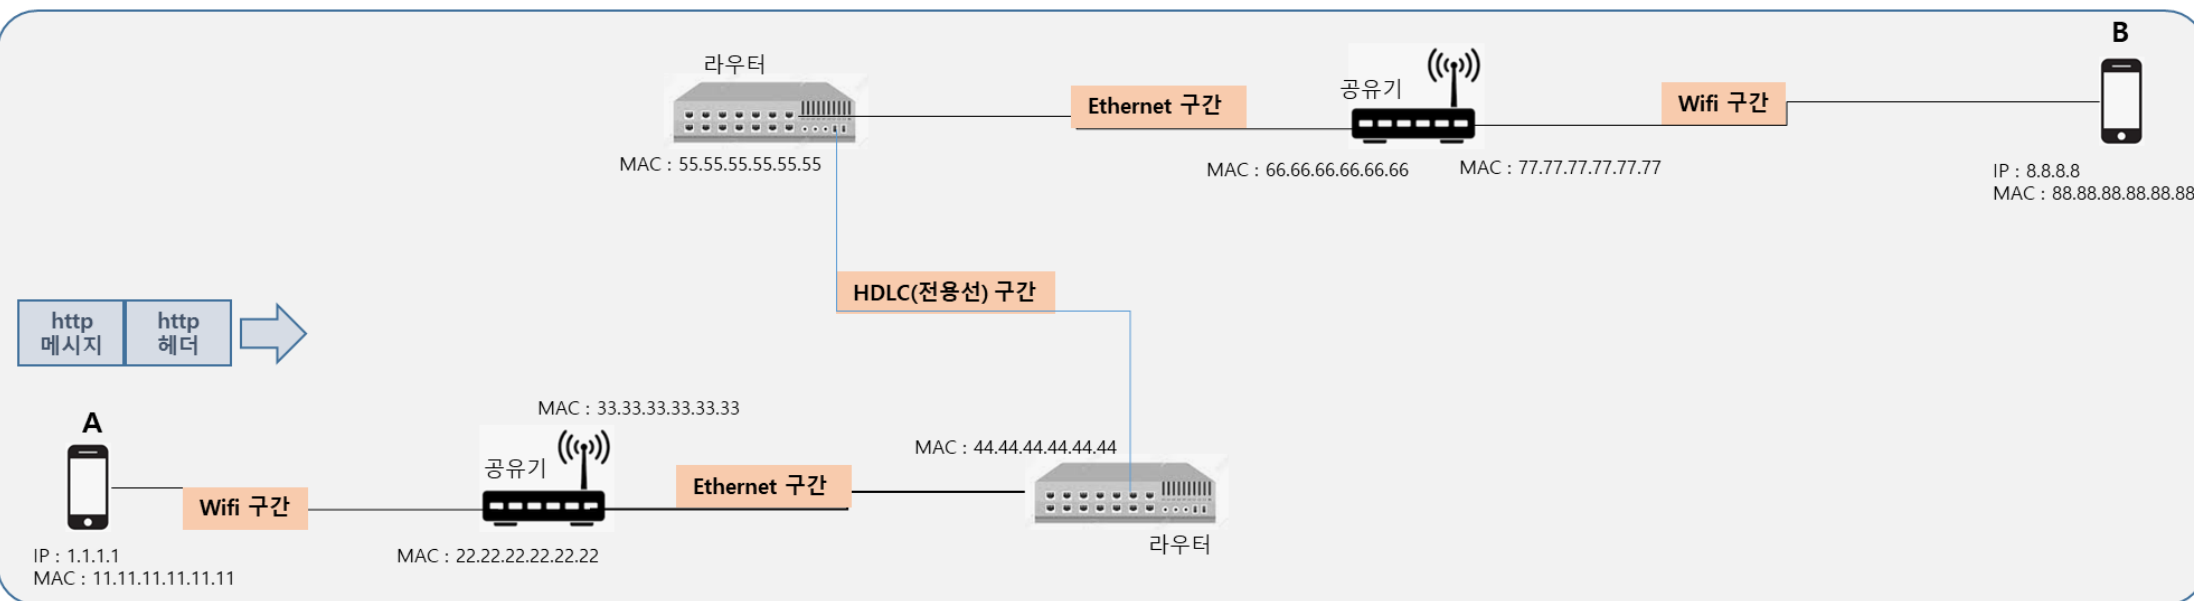 B
라우터
Ethernet 구간
공유기
Wifi 구간
MAC : 55.55.55.55.55.55
MAC : 66.66.66.66.66.66
MAC : 77.77.77.77.77.77
IP : 8.8.8.8
MAC : 88.88.88.88.88.88
HDLC(전용선) 구간
http
메시지
http
헤더
A
MAC : 33.33.33.33.33.33
MAC : 44.44.44.44.44.44
공유기
Ethernet 구간
Wifi 구간
라우터
IP : 1.1.1.1
MAC : 11.11.11.11.11.11
MAC : 22.22.22.22.22.22